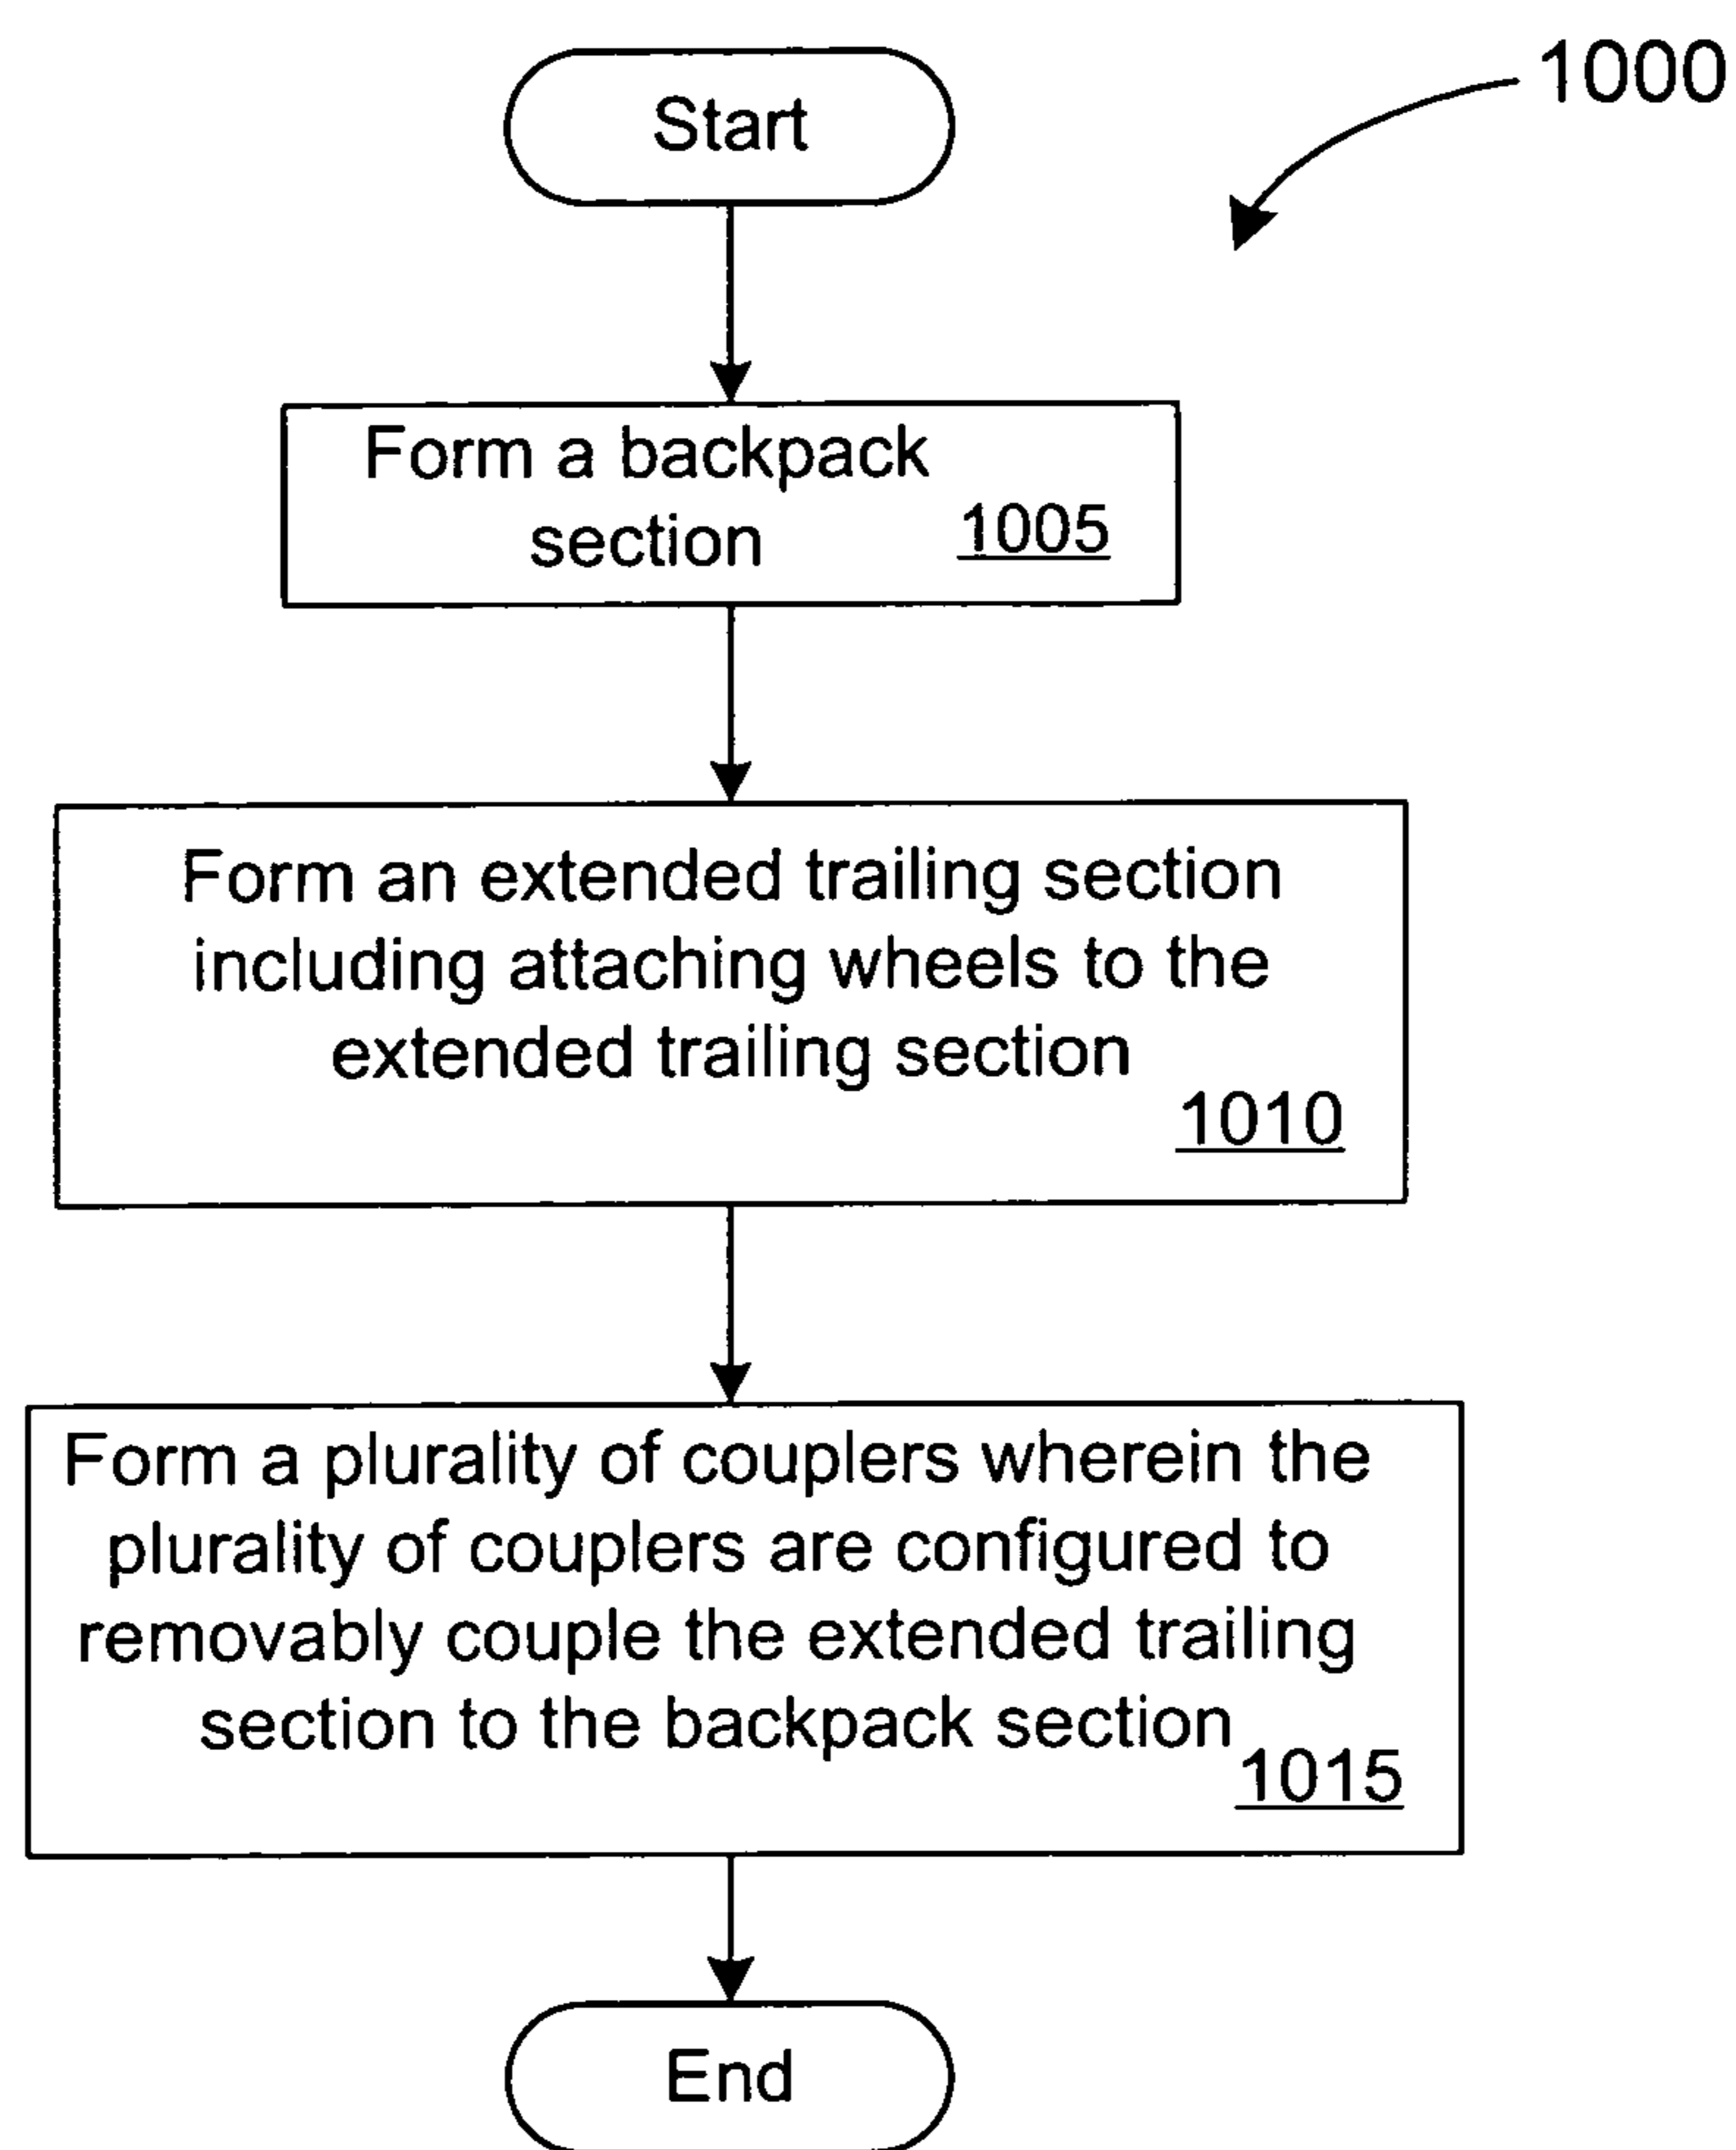 1000
Start
Form a backpack
section
1005
Form an extended trailing section
including attaching wheels to the
extended trailing section
1010
Form a plurality of couplers wherein the
plurality of couplers are configured to
removably couple the extended trailing
section to the backpack section
1015
End